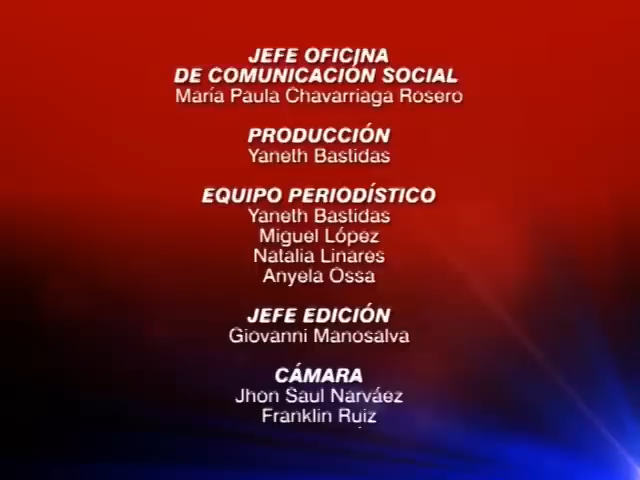 JEFE OFICINA
DE COMUNICACIÓN SOCIAL
María Paula Chavarriaga Rosero
PRODUCCIÓN
Yaneth Bastidas
EQUIPO PERIODÍSTICO
Yaneth Bastidas
Miguel López
Natalia Linares
Anyela Ossa
JEFE EDICIÓN
Giovanni Manosalva
CÁMARA
Jhon Saul Narváez
Franklin Ruiz